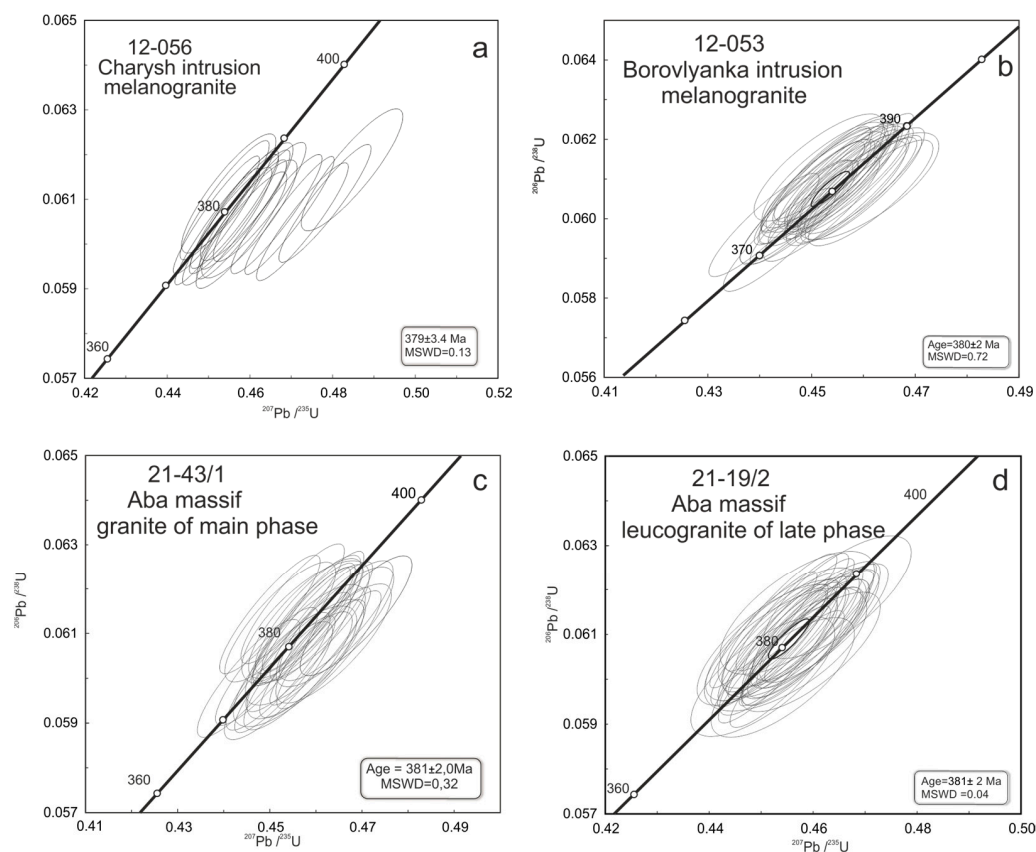 a
12-056
Charysh intrusion
melanogranite
0.065
0.063
0.061
0.059
0.057
400
380
360
379±3.4 Ma
MSWD=0.13
0.42
0.44
0.46
0.48
0.50
0.52
²⁰⁷Pb /²³⁵U
b
12-053
Borovlyanka intrusion
melanogranite
²⁰⁶Pb /²³⁸U
0.064
0.062
0.060
0.058
0.056
390
370
Age=380±2 Ma
MSWD=0.72
0.41
0.42
0.43
0.44
0.45
0.46
0.47
0.48
0.49
c
21-43/1
Aba massif
granite of main phase
²⁰⁶Pb /²³⁸U
0.065
0.063
0.061
0.059
0.057
400
380
360
Age = 381±2,0Ma
MSWD=0,32
0.41
0.43
0.45
0.47
0.49
²⁰⁷Pb /²³⁵U
d
21-19/2
Aba massif
leucogranite of late phase
²⁰⁶Pb /²³⁸U
0.065
0.063
0.061
0.059
0.057
400
380
360
Age=381± 2 Ma
MSWD =0.04
0.42
0.44
0.46
0.48
0.50
²⁰⁷Pb /²³⁵U